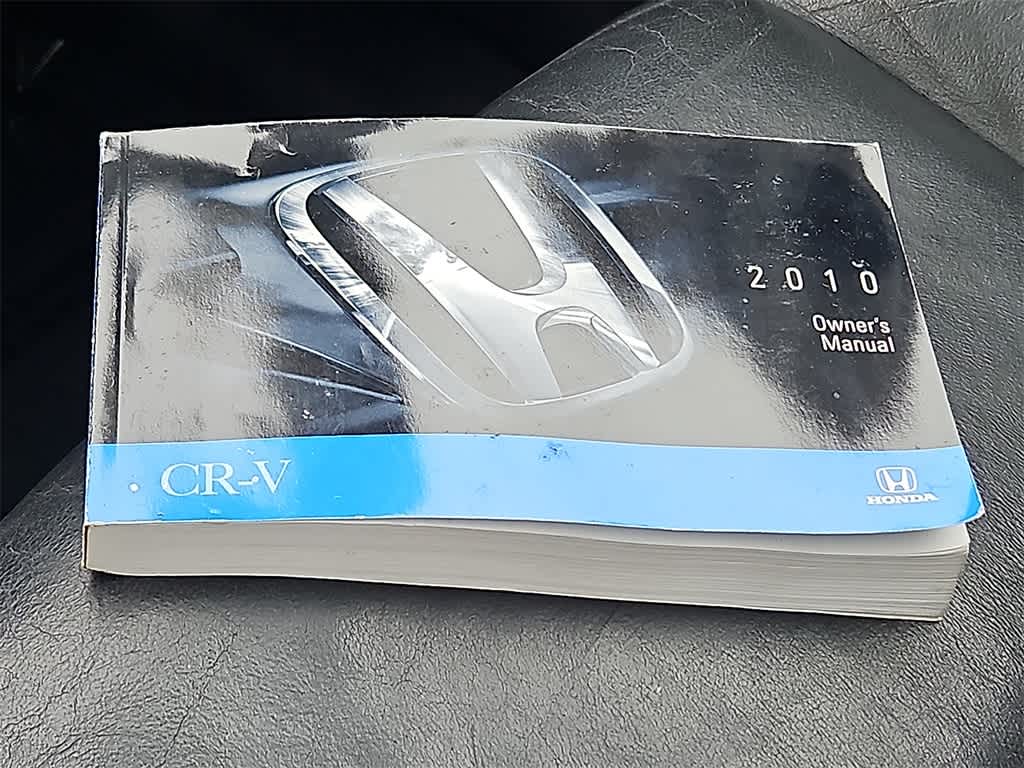 2010
Owner's
Manual
CR-V
HONDA